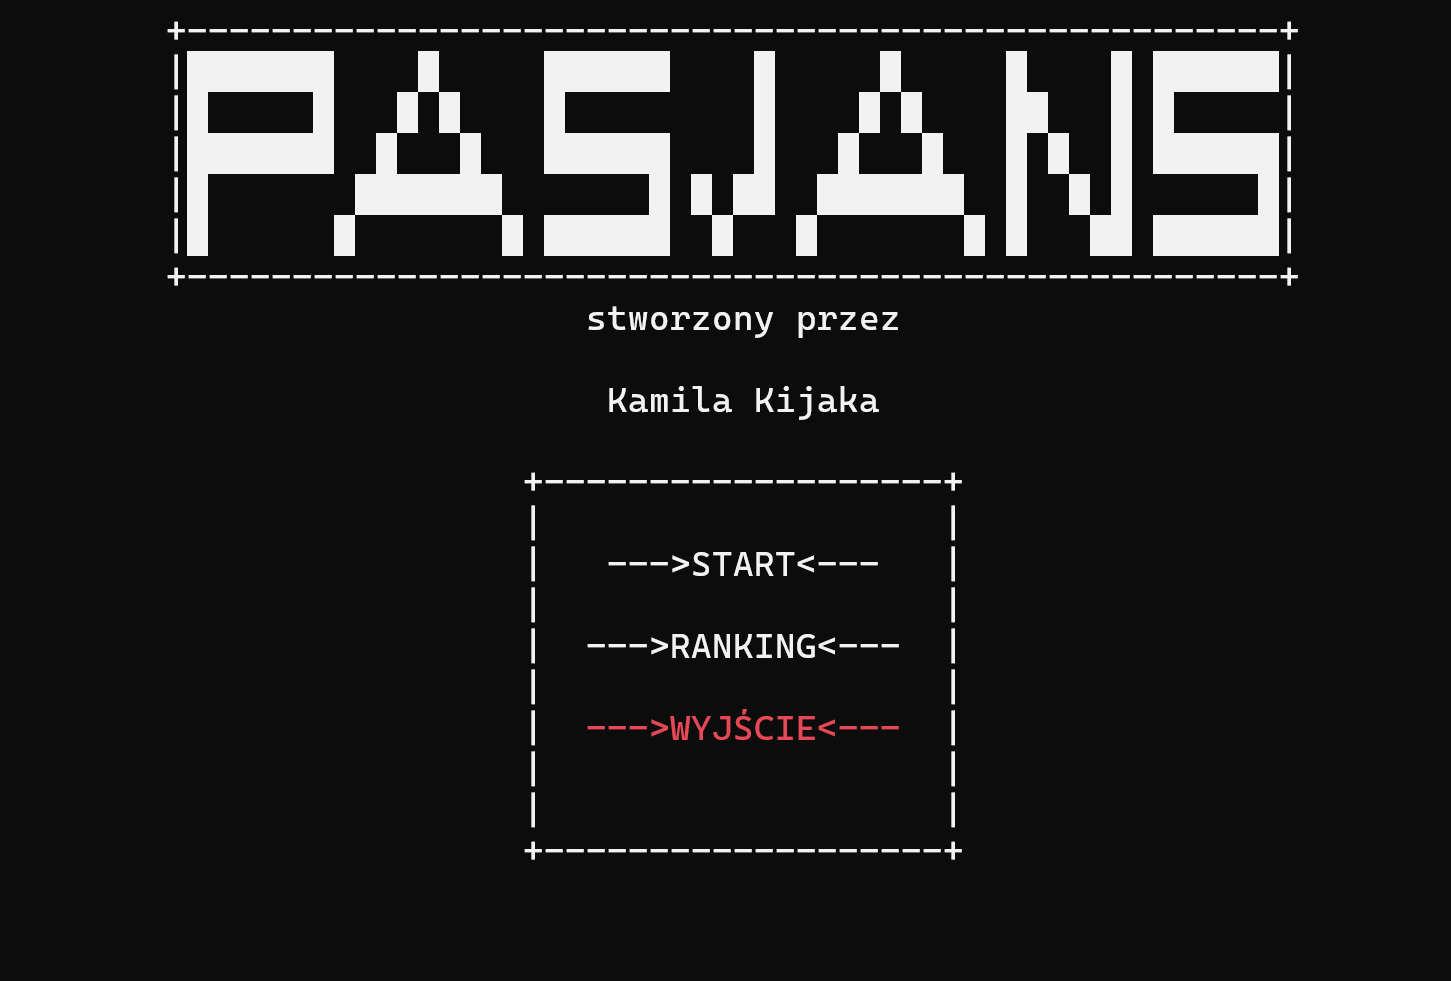 PASJANS
stworzony przez
Kamila Kijaka
--->START<---
--->RANKING<---
--->WYJŚCIE<---